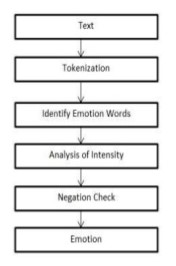 Text
Tokenization
Identify Emotion Words
Analysis of Intensity
Negation Check
Emotion